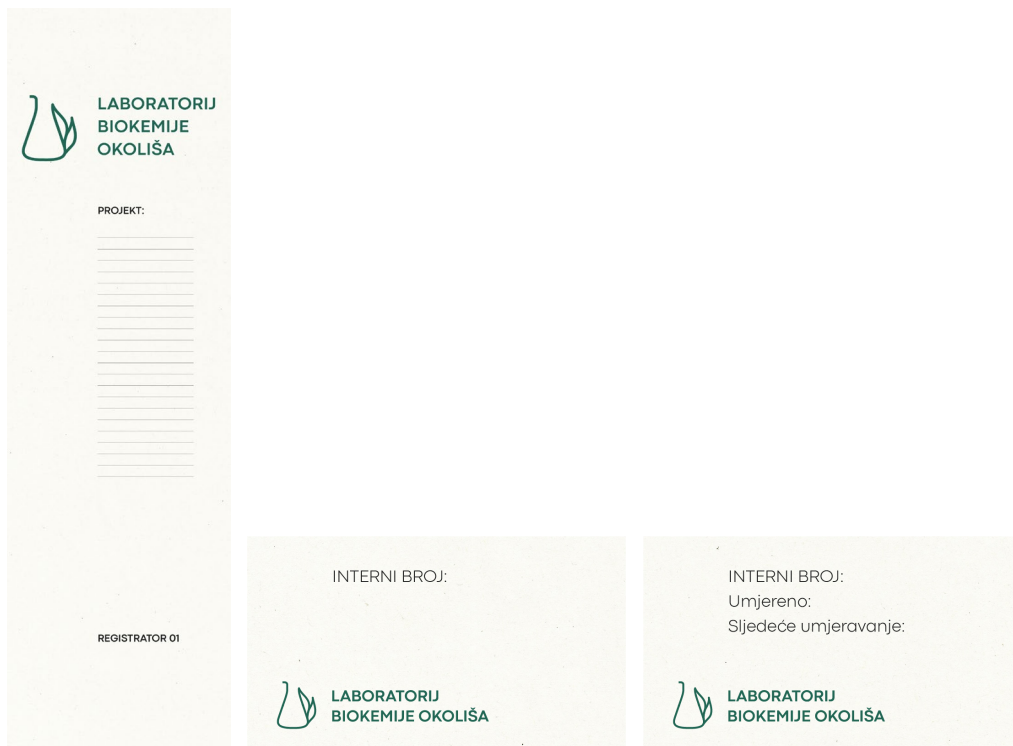 LABORATORIJ
BIOKEMIJE
OKOLIŠA
PROJEKT:
REGISTRATOR 01
INTERNI BROJ:
LABORATORIJ
BIOKEMIJE OKOLIŠA
INTERNI BROJ:
Umjereno:
Sljedeće umjeravanje:
LABORATORIJ
BIOKEMIJE OKOLIŠA